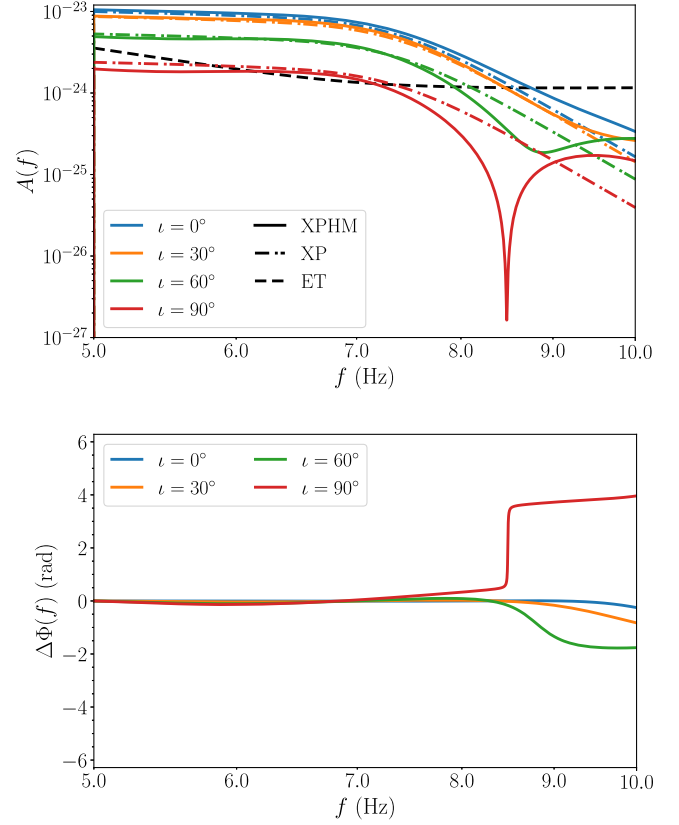 10⁻²³
10⁻²⁴
10⁻²⁵
10⁻²⁶
10⁻²⁷
A(f)
ι = 0° XPHM
ι = 30° XP
ι = 60° ET
ι = 90°
5.0 6.0 7.0 8.0 9.0 10.0
f (Hz)
6
4
2
0
−2
−4
−6
ΔΦ(f) (rad)
ι = 0° ι = 60°
ι = 30° ι = 90°
5.0 6.0 7.0 8.0 9.0 10.0
f (Hz)